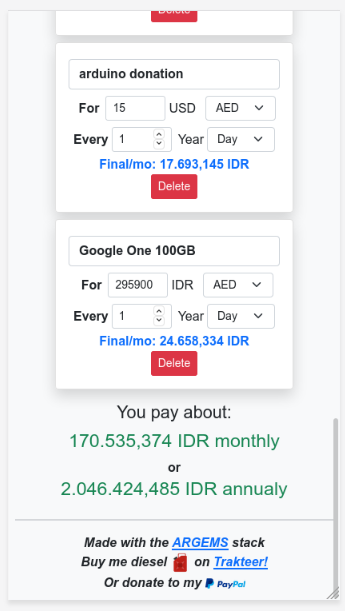 Delete
arduino donation
For 15 USD AED
Every 1 Year Day
Final/mo: 17.693,145 IDR
Delete
Google One 100GB
For 295900 IDR AED
Every 1 Year Day
Final/mo: 24.658,334 IDR
Delete
You pay about:
170.535,374 IDR monthly
or
2.046.424,485 IDR annualy
Made with the ARGEMS stack
Buy me diesel on Trakteer!
Or donate to my PayPal